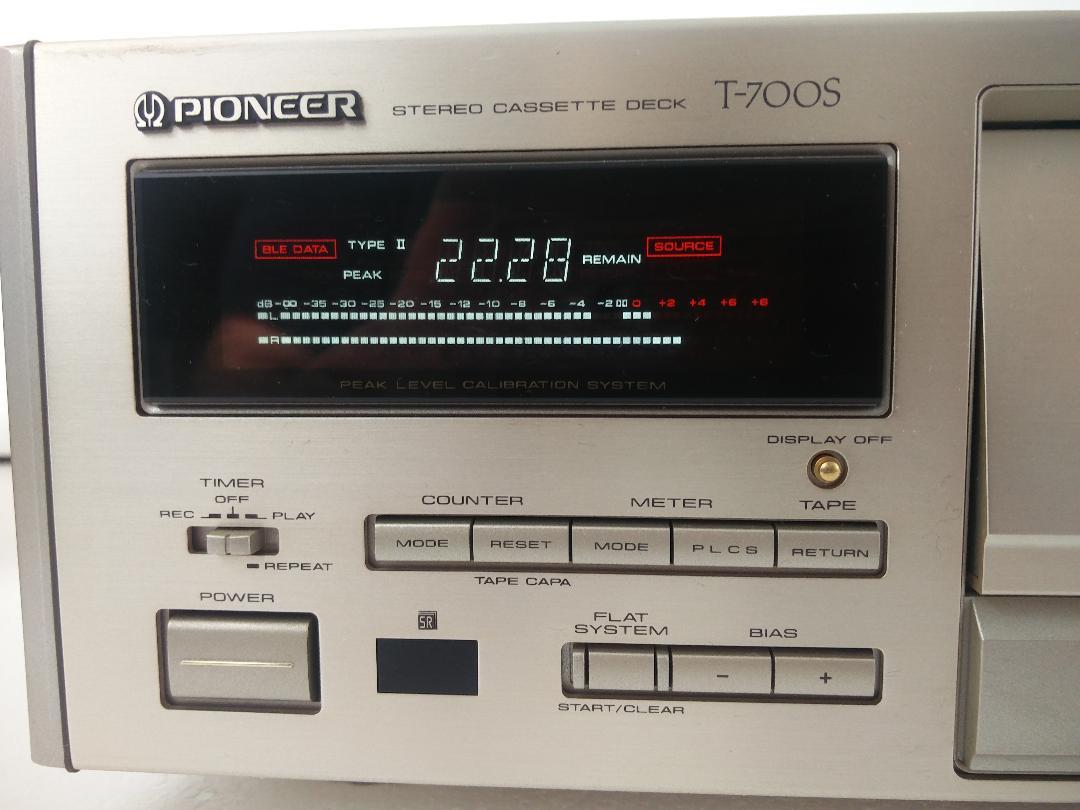 PIONEER STEREO CASSETTE DECK T-700S
BLE DATA TYPE II 22.28 REMAIN SOURCE
PEAK
dB -∞ -35 -30 -25 -20 -15 -12 -10 -8 -6 -4 -2 0 +2 +4 +6 +8
L
R
PEAK LEVEL CALIBRATION SYSTEM
DISPLAY OFF
TIMER
OFF
REC PLAY
REPEAT
COUNTER METER TAPE
MODE RESET MODE PLCS RETURN
TAPE CAPA
POWER
SR
FLAT
SYSTEM BIAS
- +
START/CLEAR